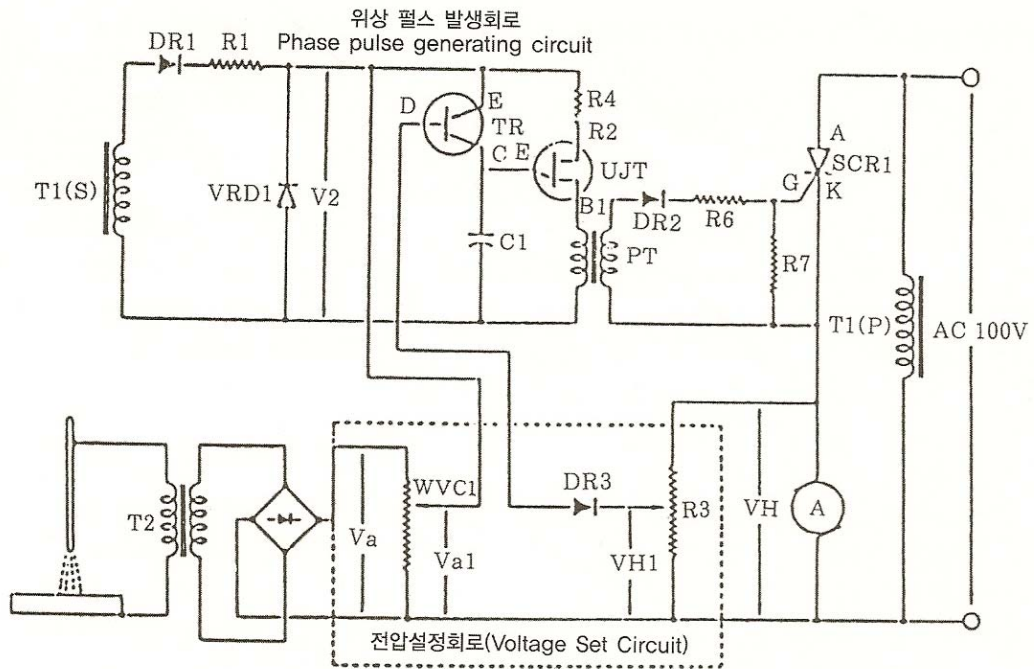 위상 펄스 발생회로
Phase pulse generating circuit
DR1
R1
D
E
TR
R4
R2
C
E
UJT
A
SCR1
G
K
T1(S)
VRD1
V2
B1
DR2
R6
C1
PT
R7
T1(P)
AC 100V
WVC1
DR3
R3
VH
A
T2
Va
Va1
VH1
전압설정회로(Voltage Set Circuit)